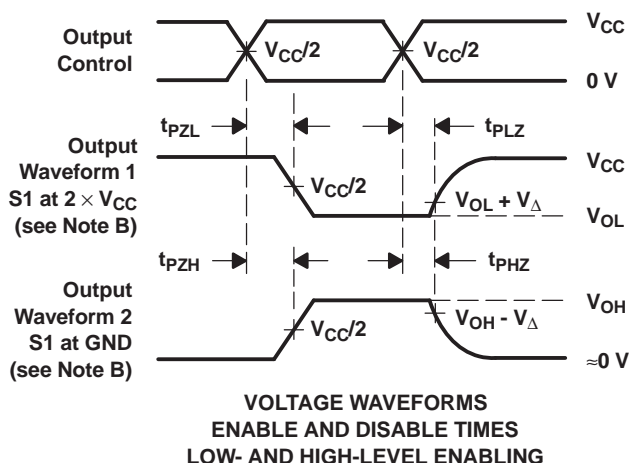 Output
Control
V_CC/2
V_CC/2
V_CC
0 V
t_PZL
t_PLZ
Output
Waveform 1
S1 at 2 × V_CC
(see Note B)
V_CC/2
V_CC
V_OL + V_Δ
V_OL
t_PZH
t_PHZ
Output
Waveform 2
S1 at GND
(see Note B)
V_CC/2
V_OH
V_OH - V_Δ
≈0 V
VOLTAGE WAVEFORMS
ENABLE AND DISABLE TIMES
LOW- AND HIGH-LEVEL ENABLING